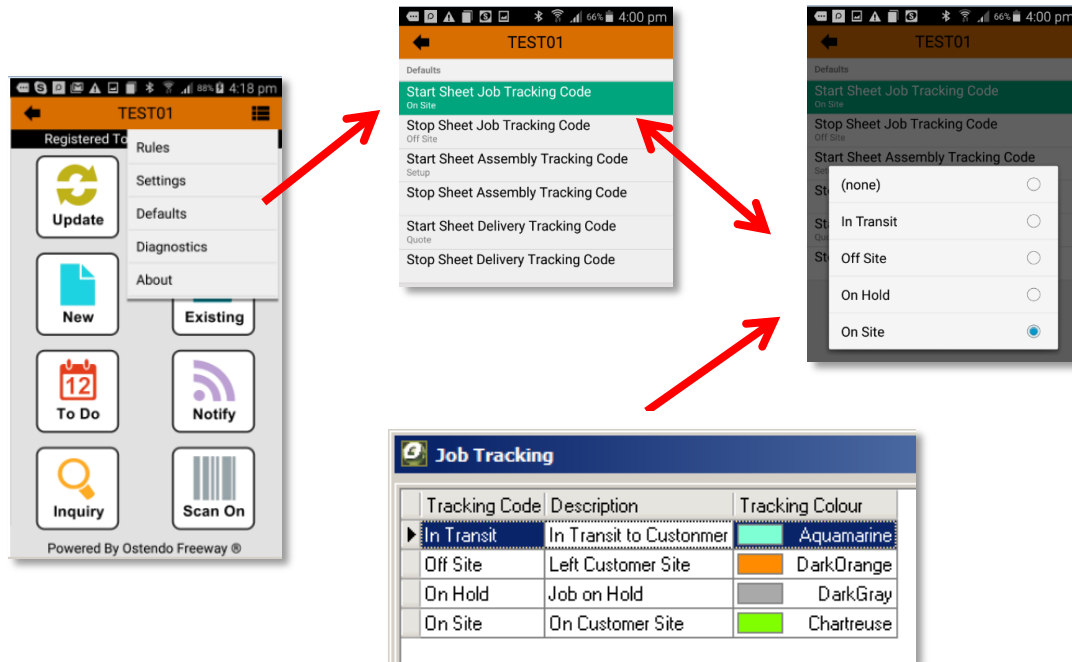 88% 4:18 pm
TEST01
Registered To
Rules
Settings
Defaults
Diagnostics
About
Update
New
Existing
12
To Do
Notify
Inquiry
Scan On
Powered By Ostendo Freeway ®
66% 4:00 pm
TEST01
Defaults
Start Sheet Job Tracking Code
On Site
Stop Sheet Job Tracking Code
Off Site
Start Sheet Assembly Tracking Code
Setup
Stop Sheet Assembly Tracking Code
Start Sheet Delivery Tracking Code
Quote
Stop Sheet Delivery Tracking Code
66% 4:00 pm
TEST01
Defaults
Start Sheet Job Tracking Code
On Site
Stop Sheet Job Tracking Code
Off Site
Start Sheet Assembly Tracking Code
(none)
In Transit
Off Site
On Hold
On Site
Job Tracking
Tracking Code Description Tracking Colour
In Transit In Transit to Custonmer Aquamarine
Off Site Left Customer Site DarkOrange
On Hold Job on Hold DarkGray
On Site On Customer Site Chartreuse